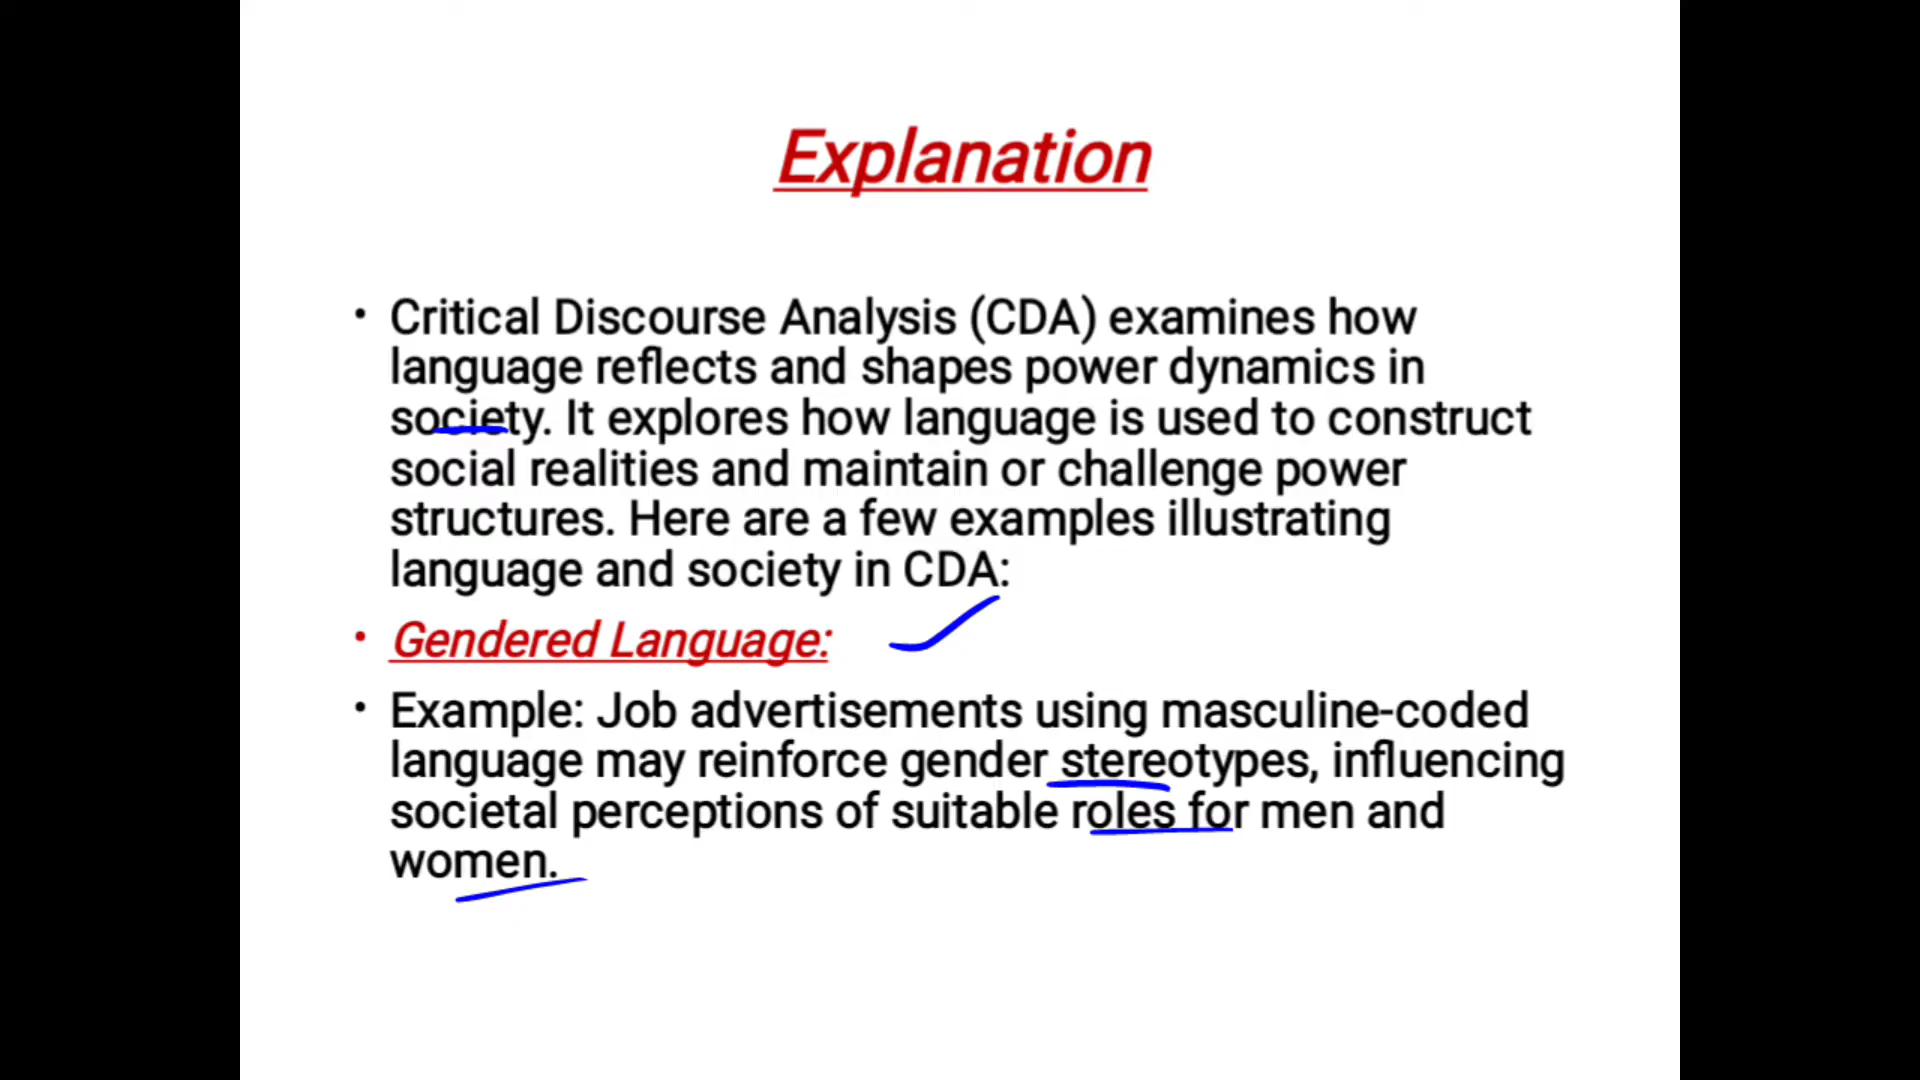 Explanation
• Critical Discourse Analysis (CDA) examines how
language reflects and shapes power dynamics in
society. It explores how language is used to construct
social realities and maintain or challenge power
structures. Here are a few examples illustrating
language and society in CDA:
• Gendered Language:
• Example: Job advertisements using masculine-coded
language may reinforce gender stereotypes, influencing
societal perceptions of suitable roles for men and
women.